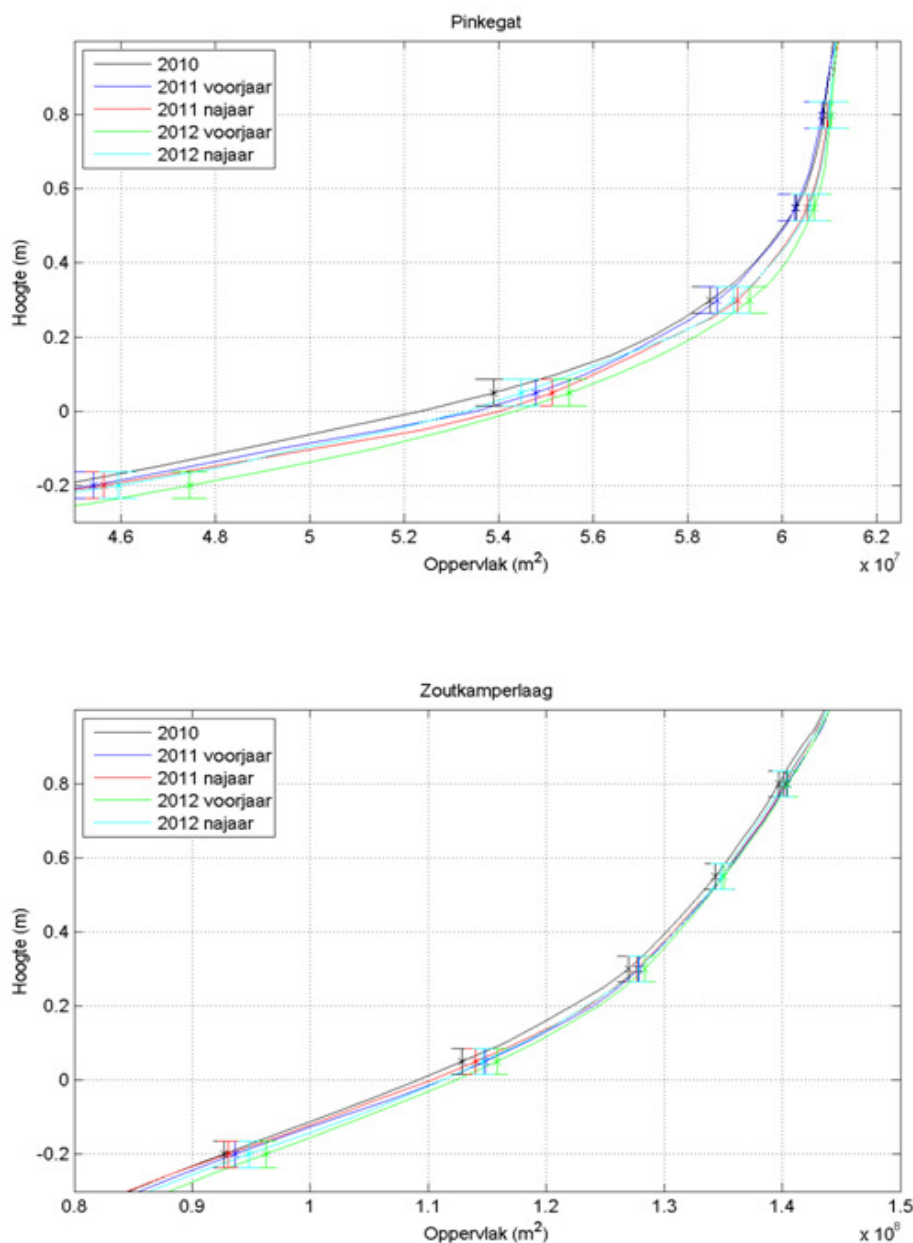 Pinkegat
2010
2011 voorjaar
2011 najaar
2012 voorjaar
2012 najaar
Hoogte (m)
0.8
0.6
0.4
0.2
0
-0.2
4.6 4.8 5 5.2 5.4 5.6 5.8 6 6.2
Oppervlak (m²)
x 10⁷
Zoutkamperlaag
2010
2011 voorjaar
2011 najaar
2012 voorjaar
2012 najaar
Hoogte (m)
0.8
0.6
0.4
0.2
0
-0.2
0.8 0.9 1 1.1 1.2 1.3 1.4 1.5
Oppervlak (m²)
x 10⁸